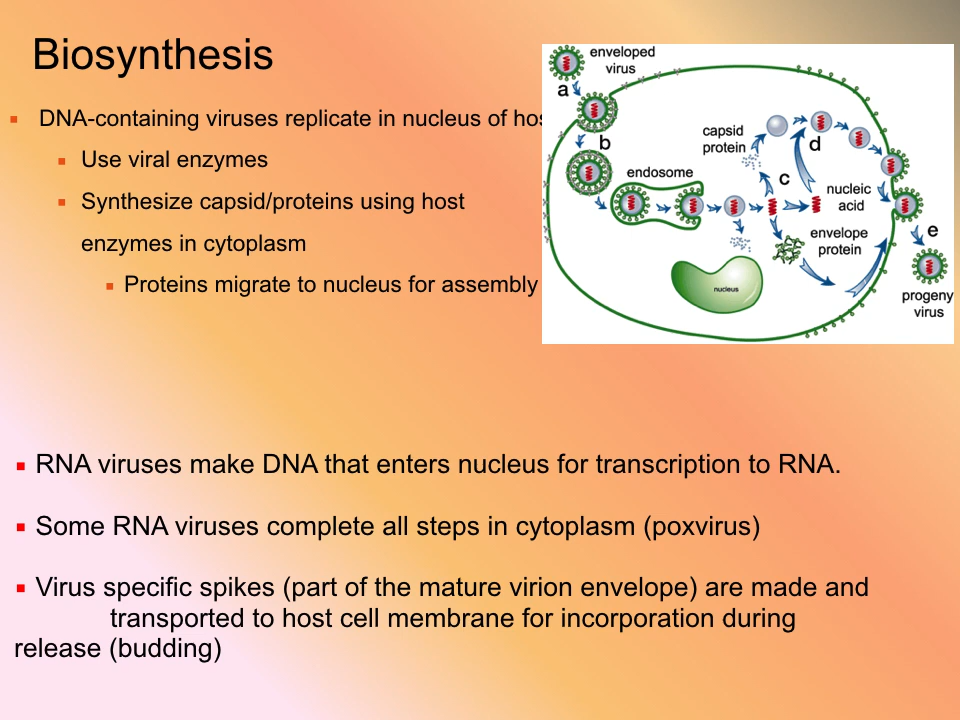 Biosynthesis
DNA-containing viruses replicate in nucleus of hos
Use viral enzymes
Synthesize capsid/proteins using host
enzymes in cytoplasm
Proteins migrate to nucleus for assembly
enveloped
virus
a
b
endosome
capsid
protein
c
d
nucleic
acid
envelope
protein
nucleus
e
progeny
virus
RNA viruses make DNA that enters nucleus for transcription to RNA.
Some RNA viruses complete all steps in cytoplasm (poxvirus)
Virus specific spikes (part of the mature virion envelope) are made and
transported to host cell membrane for incorporation during
release (budding)